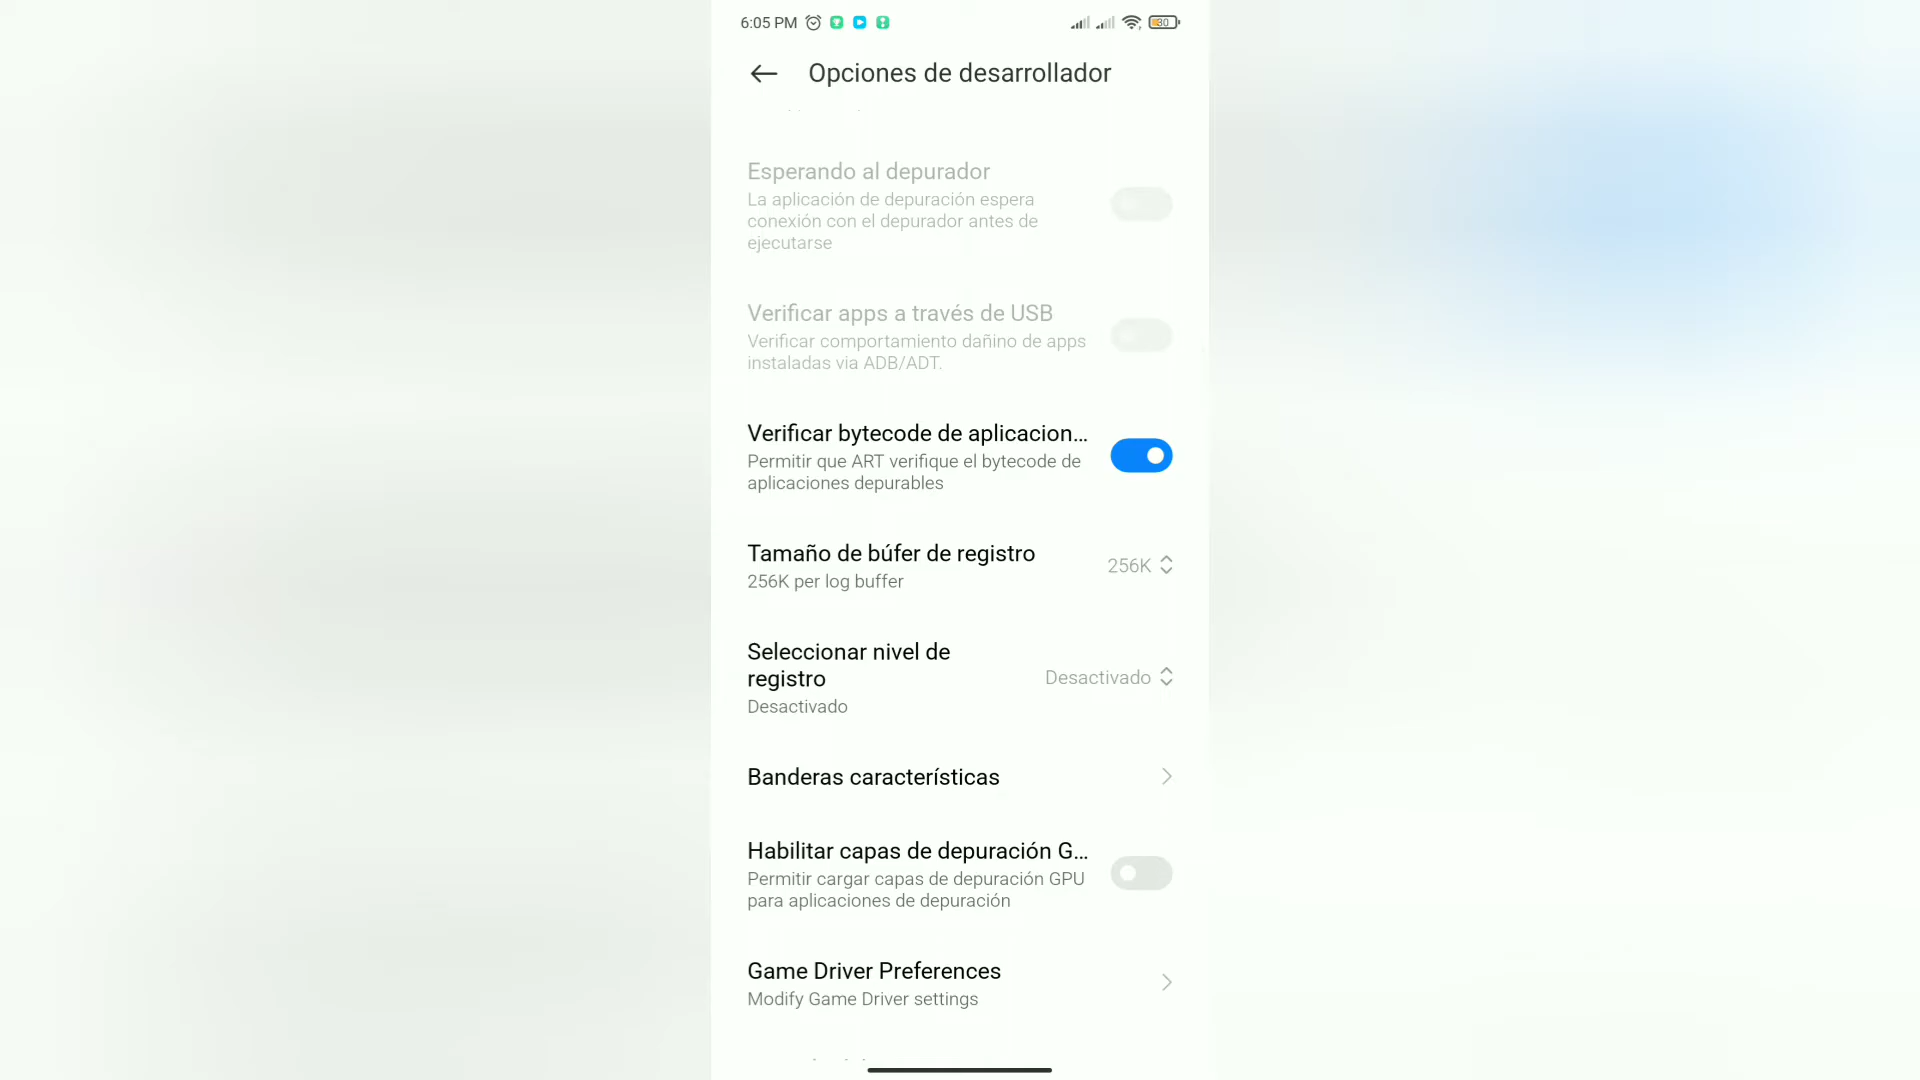 6:05 PM
30
Opciones de desarrollador
Esperando al depurador
La aplicación de depuración espera
conexión con el depurador antes de
ejecutarse
Verificar apps a través de USB
Verificar comportamiento dañino de apps
instaladas via ADB/ADT.
Verificar bytecode de aplicacion...
Permitir que ART verifique el bytecode de
aplicaciones depurables
Tamaño de búfer de registro
256K per log buffer
256K
Seleccionar nivel de
registro
Desactivado
Desactivado
Banderas características
Habilitar capas de depuración G...
Permitir cargar capas de depuración GPU
para aplicaciones de depuración
Game Driver Preferences
Modify Game Driver settings